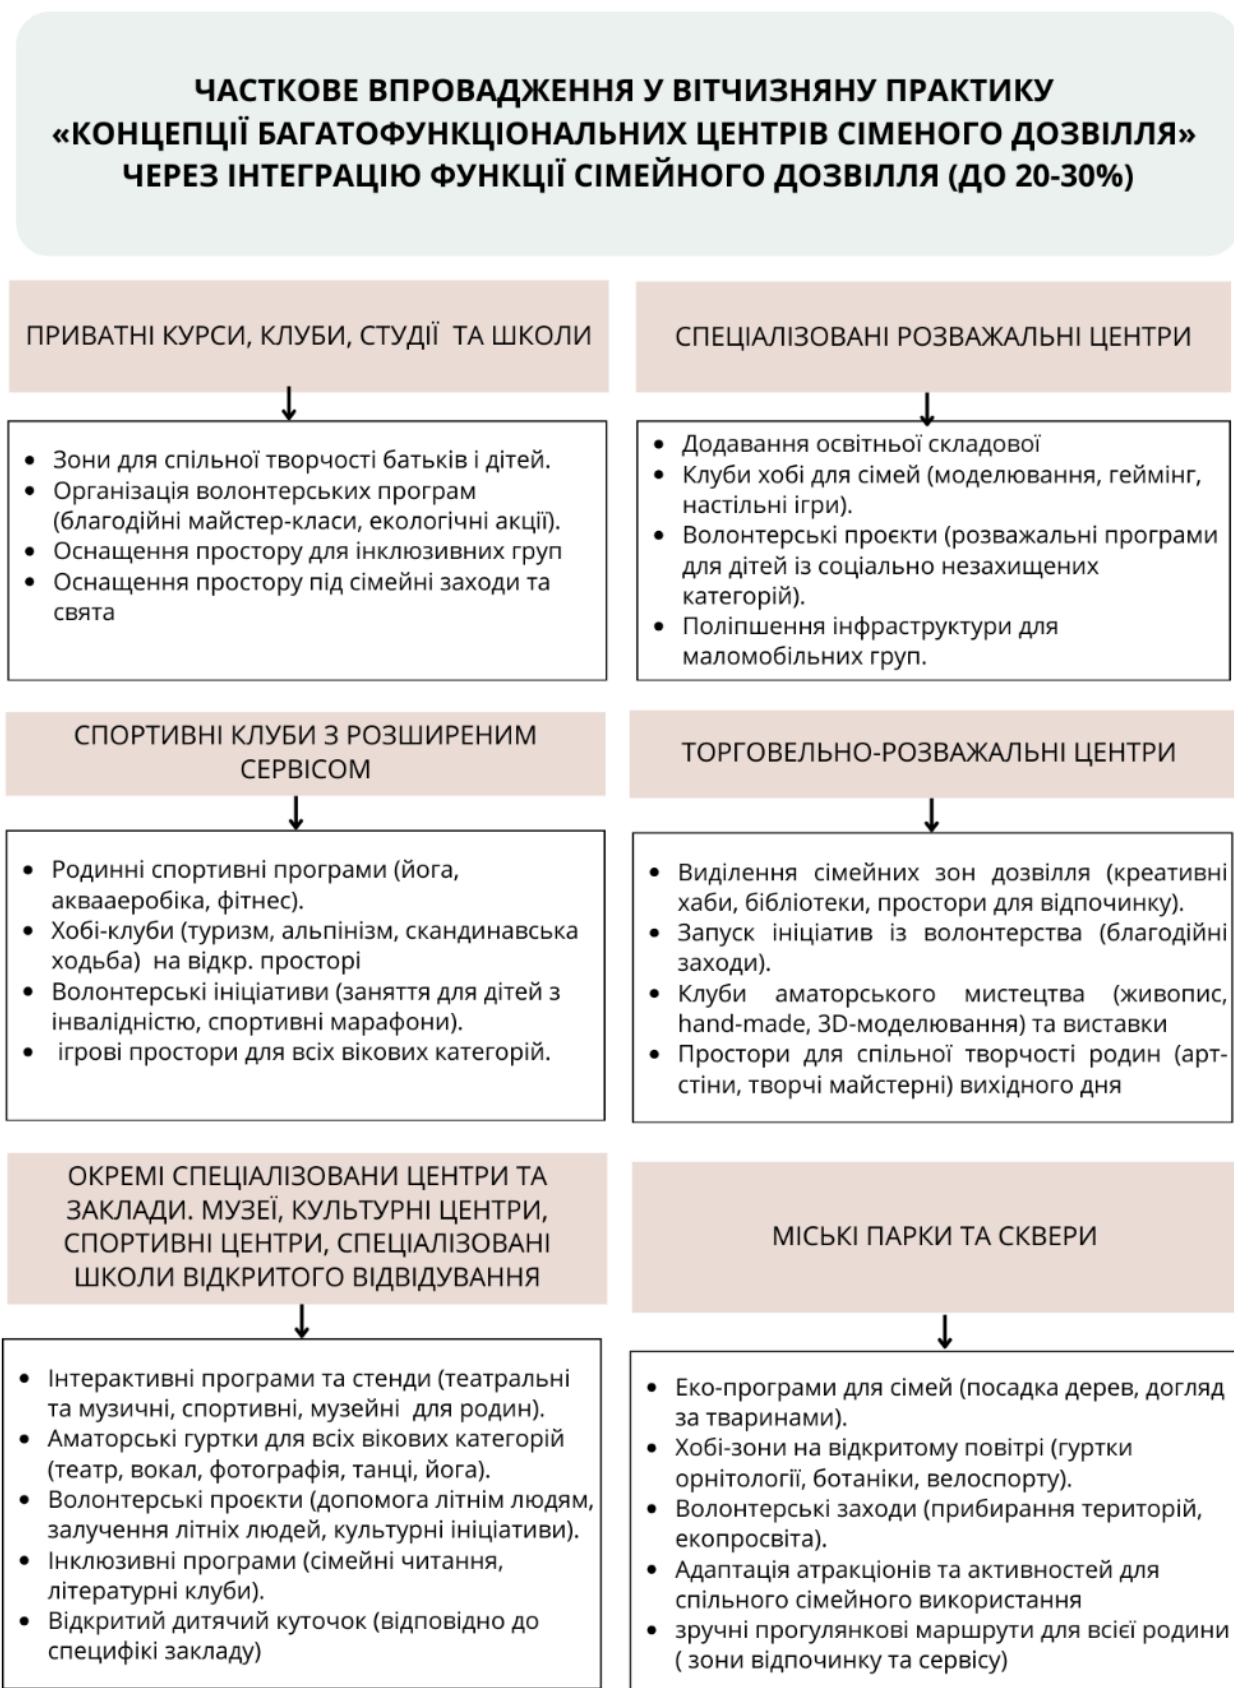 ЧАСТКОВЕ ВПРОВАДЖЕННЯ У ВІТЧИЗНЯНУ ПРАКТИКУ
«КОНЦЕПЦІЇ БАГАТОФУНКЦІОНАЛЬНИХ ЦЕНТРІВ СІМЕНОГО ДОЗВІЛЛЯ»
ЧЕРЕЗ ІНТЕГРАЦІЮ ФУНКЦІЇ СІМЕЙНОГО ДОЗВІЛЛЯ (ДО 20-30%)
ПРИВАТНІ КУРСИ, КЛУБИ, СТУДІЇ ТА ШКОЛИ
• Зони для спільної творчості батьків і дітей.
• Організація волонтерських програм
(благодійні майстер-класи, екологічні акції).
• Оснащення простору для інклюзивних груп
• Оснащення простору під сімейні заходи та
свята
СПЕЦІАЛІЗОВАНІ РОЗВАЖАЛЬНІ ЦЕНТРИ
• Додавання освітньої складової
• Клуби хобі для сімей (моделювання, геймінг,
настільні ігри).
• Волонтерські проєкти (розважальні програми
для дітей із соціально незахищених
категорій).
• Поліпшення інфраструктури для
маломобільних груп.
СПОРТИВНІ КЛУБИ З РОЗШИРЕНИМ
СЕРВІСОМ
• Родинні спортивні програми (йога,
аквааеробіка, фітнес).
• Хобі-клуби (туризм, альпінізм, скандинавська
ходьба) на відкр. просторі
• Волонтерські ініціативи (заняття для дітей з
інвалідністю, спортивні марафони).
• ігрові простори для всіх вікових категорій.
ТОРГОВЕЛЬНО-РОЗВАЖАЛЬНІ ЦЕНТРИ
• Виділення сімейних зон дозвілля (креативні
хаби, бібліотеки, простори для відпочинку).
• Запуск ініціатив із волонтерства (благодійні
заходи).
• Клуби аматорського мистецтва (живопис,
hand-made, 3D-моделювання) та виставки
• Простори для спільної творчості родин (арт-
стіни, творчі майстерні) вихідного дня
ОКРЕМІ СПЕЦІАЛІЗОВАНИ ЦЕНТРИ ТА
ЗАКЛАДИ. МУЗЕЇ, КУЛЬТУРНІ ЦЕНТРИ,
СПОРТИВНІ ЦЕНТРИ, СПЕЦІАЛІЗОВАНІ
ШКОЛИ ВІДКРИТОГО ВІДВІДУВАННЯ
• Інтерактивні програми та стенди (театральні
та музичні, спортивні, музейні для родин).
• Аматорські гуртки для всіх вікових категорій
(театр, вокал, фотографія, танці, йога).
• Волонтерські проєкти (допомога літнім людям,
залучення літніх людей, культурні ініціативи).
• Інклюзивні програми (сімейні читання,
літературні клуби).
• Відкритий дитячий куточок (відповідно до
специфікі закладу)
МІСЬКІ ПАРКИ ТА СКВЕРИ
• Еко-програми для сімей (посадка дерев, догляд
за тваринами).
• Хобі-зони на відкритому повітрі (гуртки
орнітології, ботаніки, велоспорту).
• Волонтерські заходи (прибирання територій,
екопросвіта).
• Адаптація атракціонів та активностей для
спільного сімейного використання
• зручні прогулянкові маршрути для всієї родини
( зони відпочинку та сервісу)